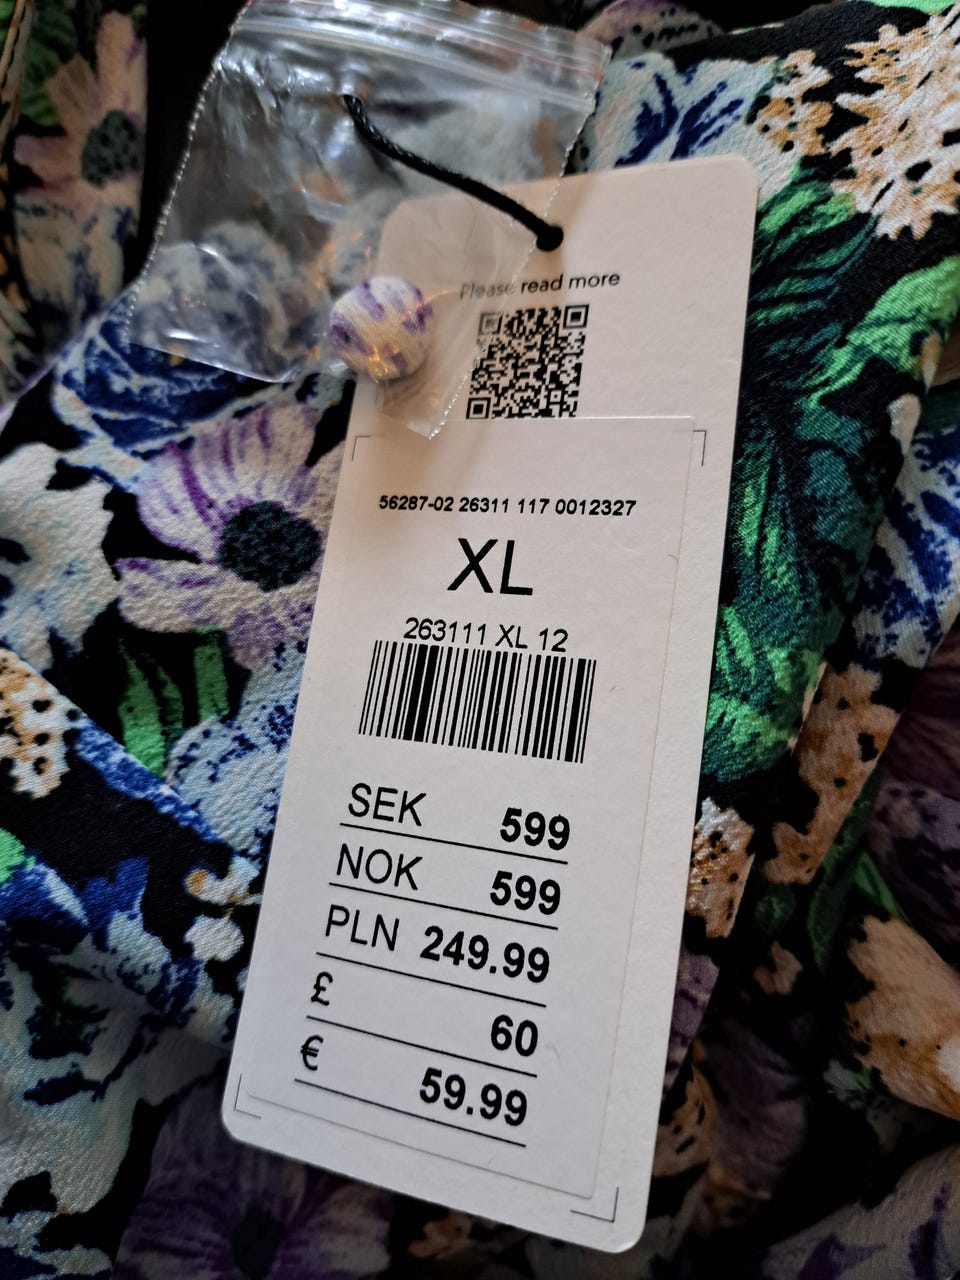 Please read more
56287-02 26311 117 0012327
XL
263111 XL 12
SEK 599
NOK 599
PLN 249.99
£ 60
€ 59.99